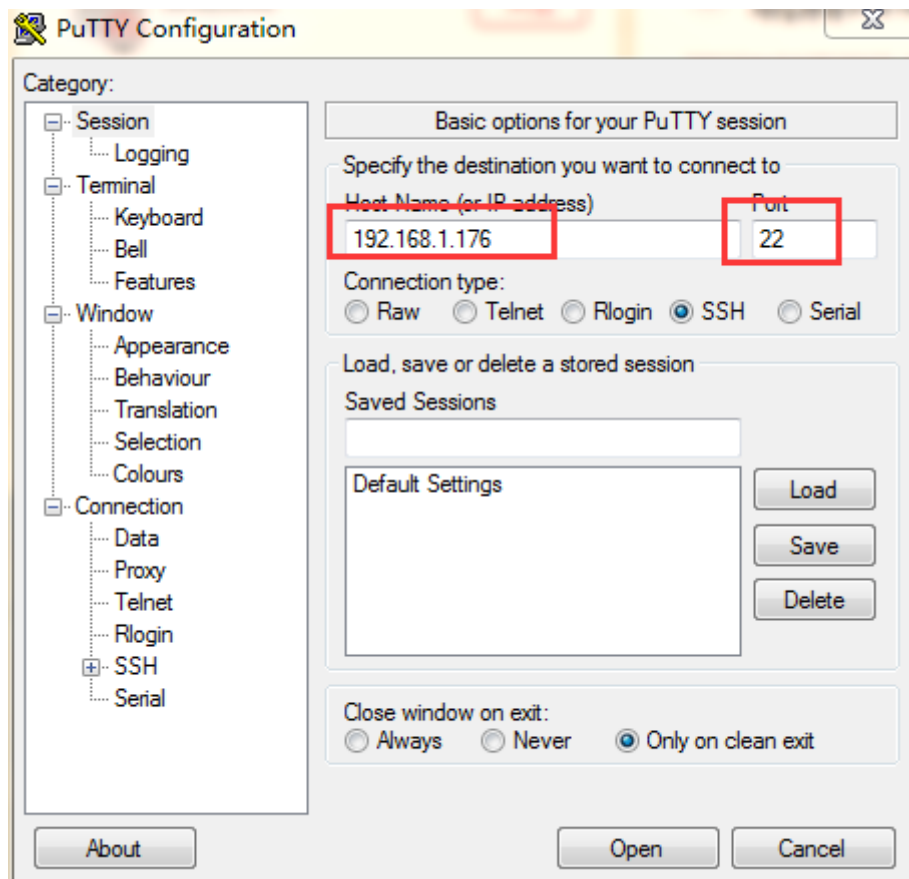 PuTTY Configuration
Category:
Session
Logging
Terminal
Keyboard
Bell
Features
Window
Appearance
Behaviour
Translation
Selection
Colours
Connection
Data
Proxy
Telnet
Rlogin
SSH
Serial
Basic options for your PuTTY session
Specify the destination you want to connect to
Host Name (or IP address) Port
192.168.1.176 22
Connection type:
Raw Telnet Rlogin SSH Serial
Load, save or delete a stored session
Saved Sessions
Default Settings
Load
Save
Delete
Close window on exit:
Always Never Only on clean exit
About Open Cancel